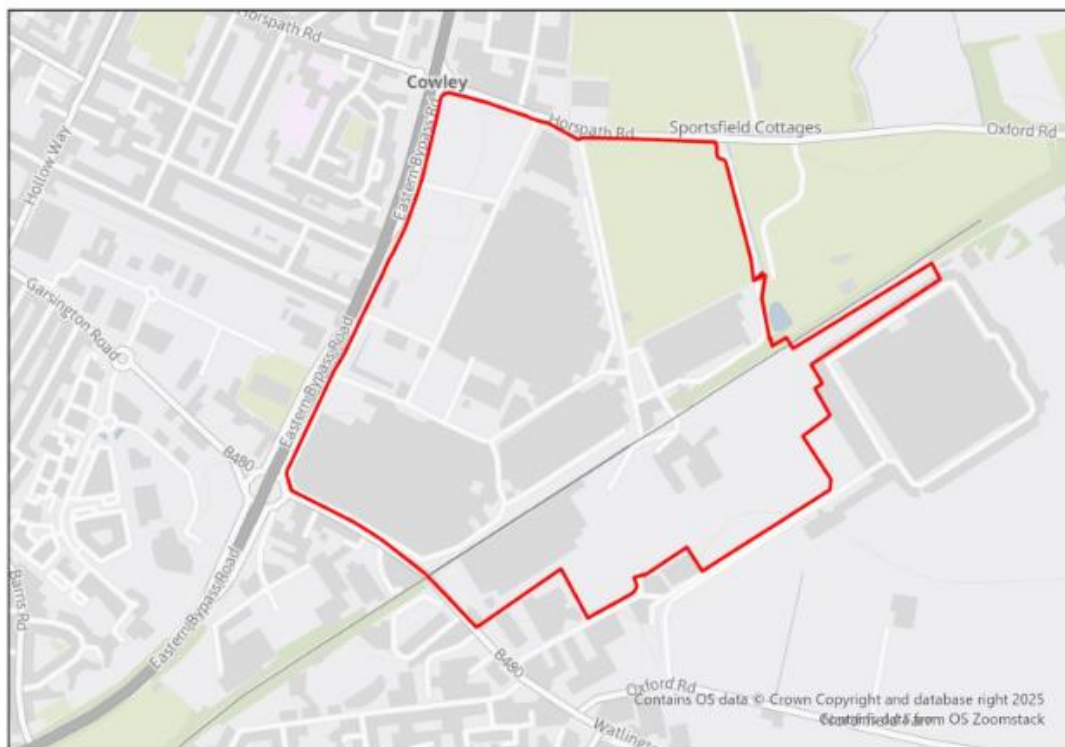 Horspath Rd
Cowley
Horspath Rd
Sportsfield Cottages
Oxford Rd
Hollow Way
Eastern Bypass Rd
Garsington Road
Eastern Bypass Road
B480
Barns Rd
Eastern Bypass Road
B480
Oxford Rd
Contains OS data © Crown Copyright and database right 2025
Contains data from OS Zoomstack